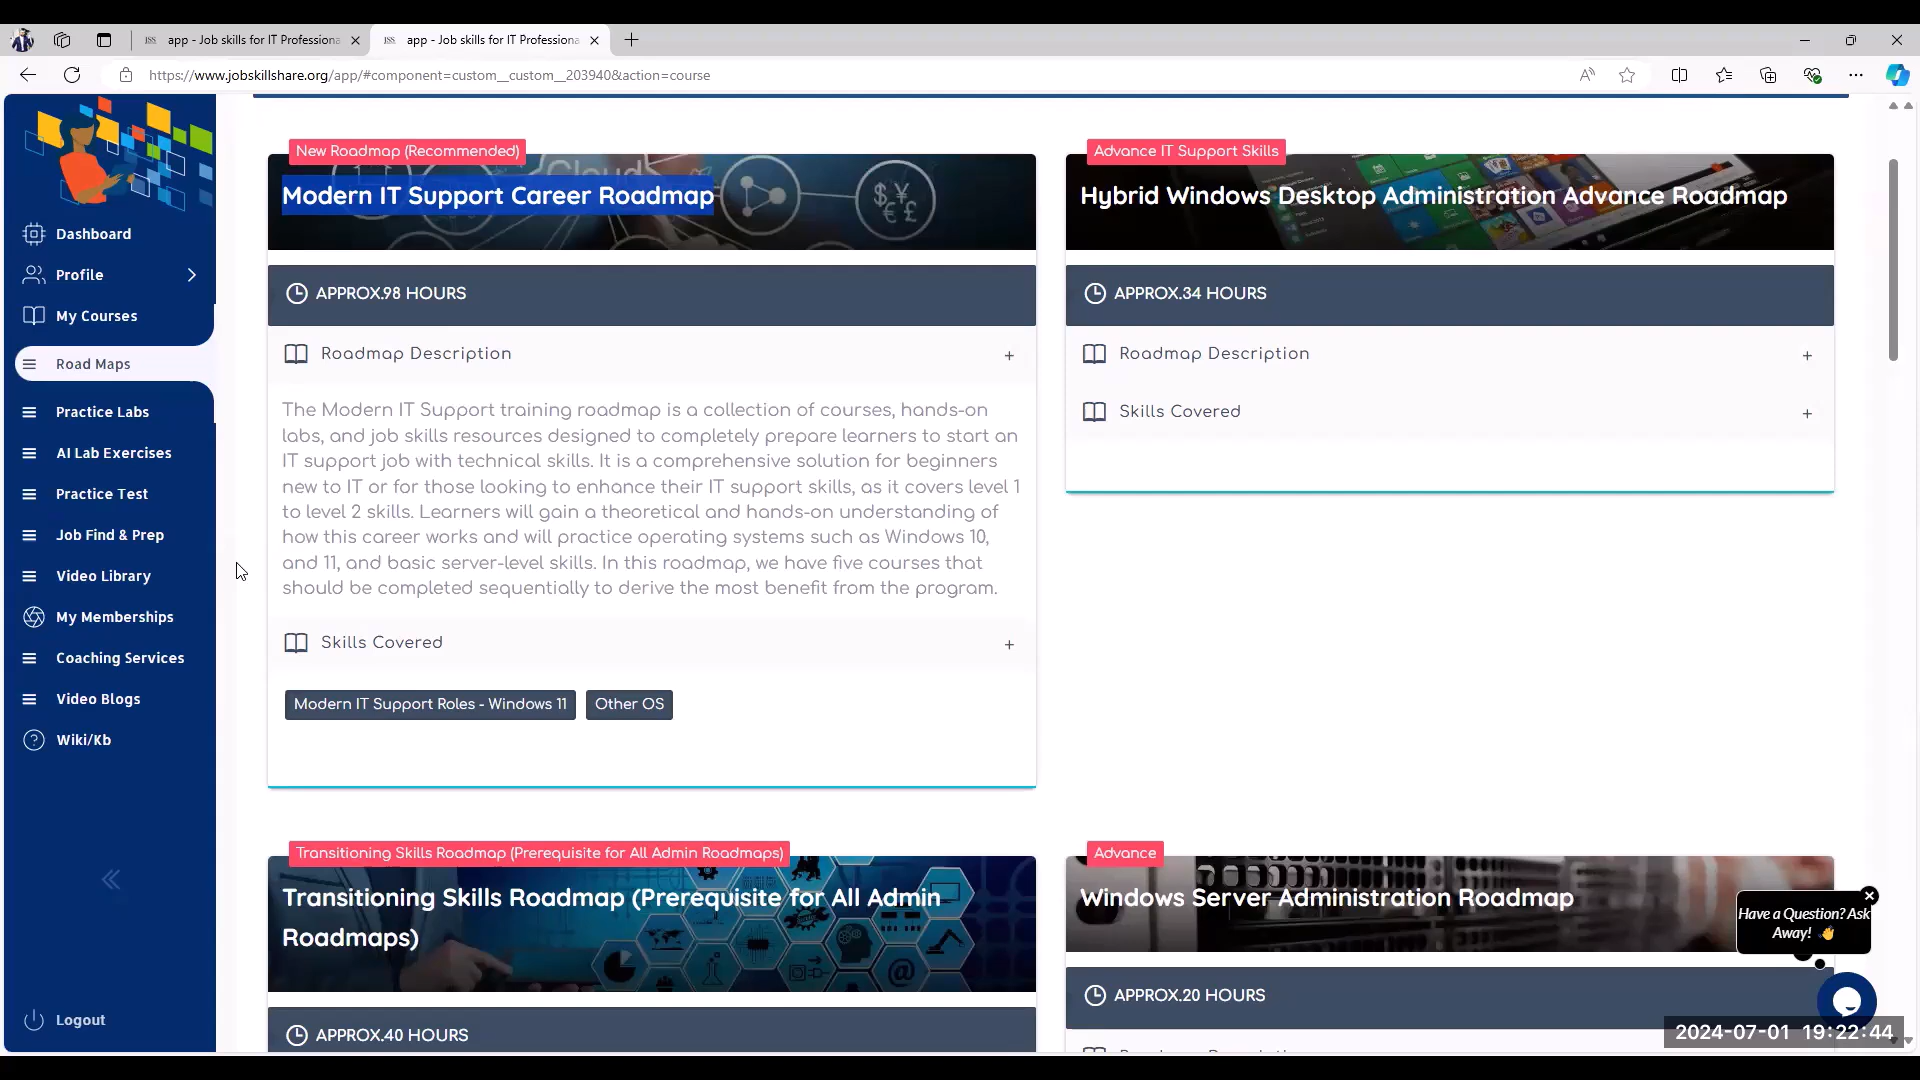 app - Job skills for IT Professiona
app - Job skills for IT Professiona
https://www.jobskillshare.org/app/#component=custom__custom__203940&action=course
Dashboard
Profile
My Courses
Road Maps
Practice Labs
AI Lab Exercises
Practice Test
Job Find & Prep
Video Library
My Memberships
Coaching Services
Video Blogs
Wiki/Kb
Logout
New Roadmap (Recommended)
Modern IT Support Career Roadmap
APPROX.98 HOURS
Roadmap Description
The Modern IT Support training roadmap is a collection of courses, hands-on
labs, and job skills resources designed to completely prepare learners to start an
IT support job with technical skills. It is a comprehensive solution for beginners
new to IT or for those looking to enhance their IT support skills, as it covers level 1
to level 2 skills. Learners will gain a theoretical and hands-on understanding of
how this career works and will practice operating systems such as Windows 10,
and 11, and basic server-level skills. In this roadmap, we have five courses that
should be completed sequentially to derive the most benefit from the program.
Skills Covered
Modern IT Support Roles - Windows 11
Other OS
Advance IT Support Skills
Hybrid Windows Desktop Administration Advance Roadmap
APPROX.34 HOURS
Roadmap Description
Skills Covered
Transitioning Skills Roadmap (Prerequisite for All Admin Roadmaps)
Transitioning Skills Roadmap (Prerequisite for All Admin
Roadmaps)
APPROX.40 HOURS
Advance
Windows Server Administration Roadmap
APPROX.20 HOURS
Have a Question? Ask
Away! 👋
2024-07-01 19:22:44